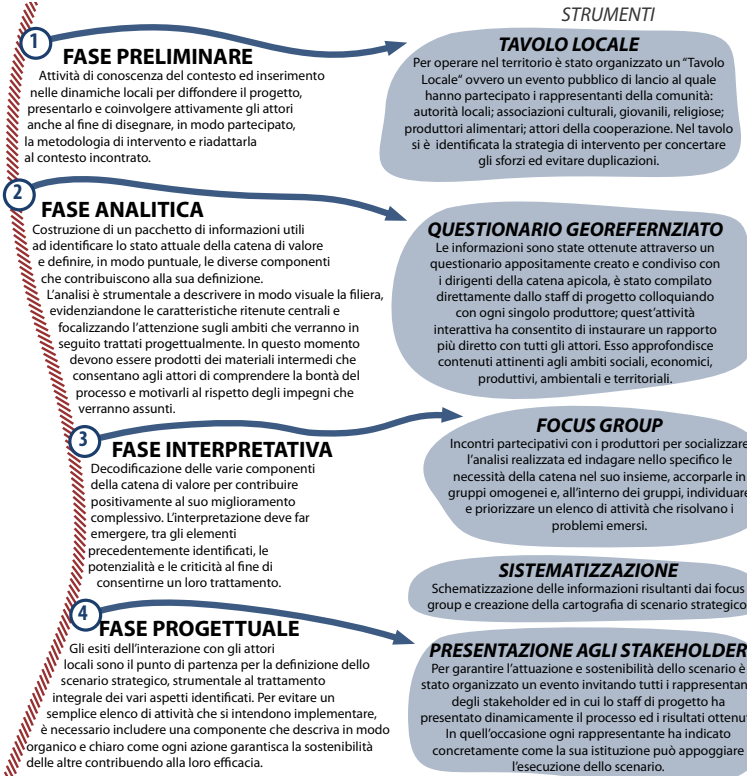 STRUMENTI
1
FASE PRELIMINARE
Attività di conoscenza del contesto ed inserimento
nelle dinamiche locali per diffondere il progetto,
presentarlo e coinvolgere attivamente gli attori
anche al fine di disegnare, in modo partecipato,
la metodologia di intervento e riadattarla
al contesto incontrato.
TAVOLO LOCALE
Per operare nel territorio è stato organizzato un "Tavolo
Locale" ovvero un evento pubblico di lancio al quale
hanno partecipato i rappresentanti della comunità:
autorità locali; associazioni culturali, giovanili, religiose;
produttori alimentari; attori della cooperazione. Nel tavolo
si è identificata la strategia di intervento per concertare
gli sforzi ed evitare duplicazioni.
2
FASE ANALITICA
Costruzione di un pacchetto di informazioni utili
ad identificare lo stato attuale della catena di valore
e definire, in modo puntuale, le diverse componenti
che contribuiscono alla sua definizione.
L'analisi è strumentale a descrivere in modo visuale la filiera,
evidenziandone le caratteristiche ritenute centrali e
focalizzando l'attenzione sugli ambiti che verranno in
seguito trattati progettualmente. In questo momento
devono essere prodotti dei materiali intermedi che
consentano agli attori di comprendere la bontà del
processo e motivarli al rispetto degli impegni che
verranno assunti.
QUESTIONARIO GEOREFERNZIATO
Le informazioni sono state ottenute attraverso un
questionario appositamente creato e condiviso con
i dirigenti della catena apicola, è stato compilato
direttamente dallo staff di progetto colloquiando
con ogni singolo produttore; quest'attività
interattiva ha consentito di instaurare un rapporto
più diretto con tutti gli attori. Esso approfondisce
contenuti attinenti agli ambiti sociali, economici,
produttivi, ambientali e territoriali.
3
FASE INTERPRETATIVA
Decodificazione delle varie componenti
della catena di valore per contribuire
positivamente al suo miglioramento
complessivo. L'interpretazione deve far
emergere, tra gli elementi
precedentemente identificati, le
potenzialità e le criticità al fine di
consentirne un loro trattamento.
FOCUS GROUP
Incontri partecipativi con i produttori per socializzare
l'analisi realizzata ed indagare nello specifico le
necessità della catena nel suo insieme, accorparle in
gruppi omogenei e, all'interno dei gruppi, individuare
e priorizzare un elenco di attività che risolvano i
problemi emersi.
SISTEMATIZZAZIONE
Schematizzazione delle informazioni risultanti dai focus
group e creazione della cartografia di scenario strategico
4
FASE PROGETTUALE
Gli esiti dell'interazione con gli attori
locali sono il punto di partenza per la definizione dello
scenario strategico, strumentale al trattamento
integrale dei vari aspetti identificati. Per evitare un
semplice elenco di attività che si intendono implementare,
è necessario includere una componente che descriva in modo
organico e chiaro come ogni azione garantisca la sostenibilità
delle altre contribuendo alla loro efficacia.
PRESENTAZIONE AGLI STAKEHOLDER
Per garantire l'attuazione e sostenibilità dello scenario è
stato organizzato un evento invitando tutti i rappresentan
degli stakeholder ed in cui lo staff di progetto ha
presentato dinamicamente il processo ed i risultati ottenu
In quell'occasione ogni rappresentante ha indicato
concretamente come la sua istituzione può appoggiare
l'esecuzione dello scenario.